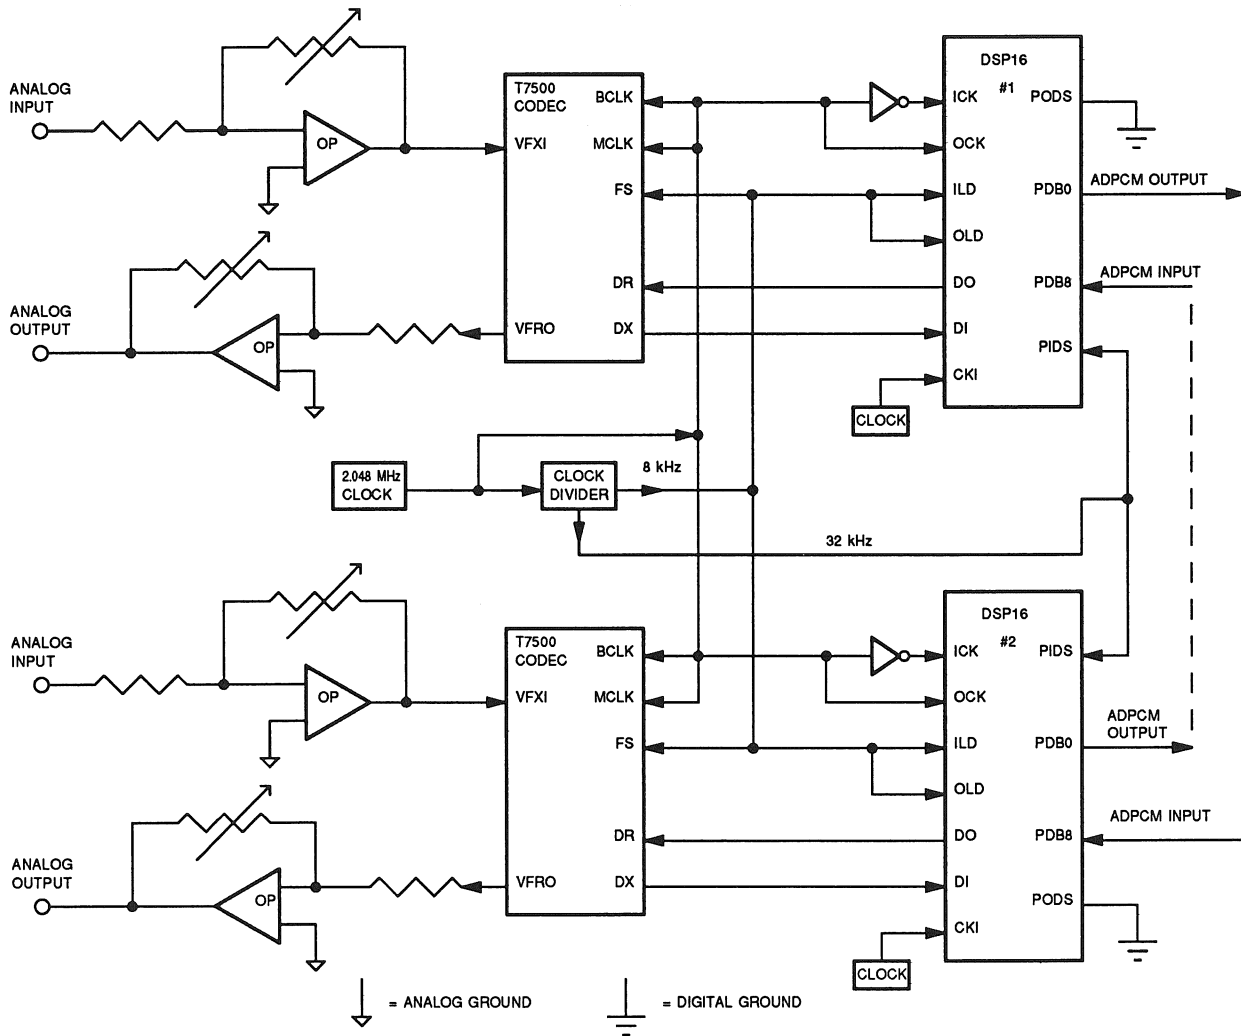 ANALOG
INPUT
OP
T7500
CODEC
BCLK
VFXI
MCLK
FS
DR
VFRO
DX
DSP16
#1
ICK
PODS
OCK
ILD
PDB0
ADPCM OUTPUT
OLD
DO
PDB8
ADPCM INPUT
DI
PIDS
CKI
CLOCK
ANALOG
OUTPUT
OP
2.048 MHz
CLOCK
CLOCK
DIVIDER
8 kHz
32 kHz
ANALOG
INPUT
OP
T7500
CODEC
BCLK
VFXI
MCLK
FS
DR
VFRO
DX
DSP16
#2
ICK
PIDS
OCK
ILD
PDB0
ADPCM
OUTPUT
OLD
DO
PDB8
ADPCM INPUT
DI
PODS
CKI
CLOCK
ANALOG
OUTPUT
OP
= ANALOG GROUND
= DIGITAL GROUND